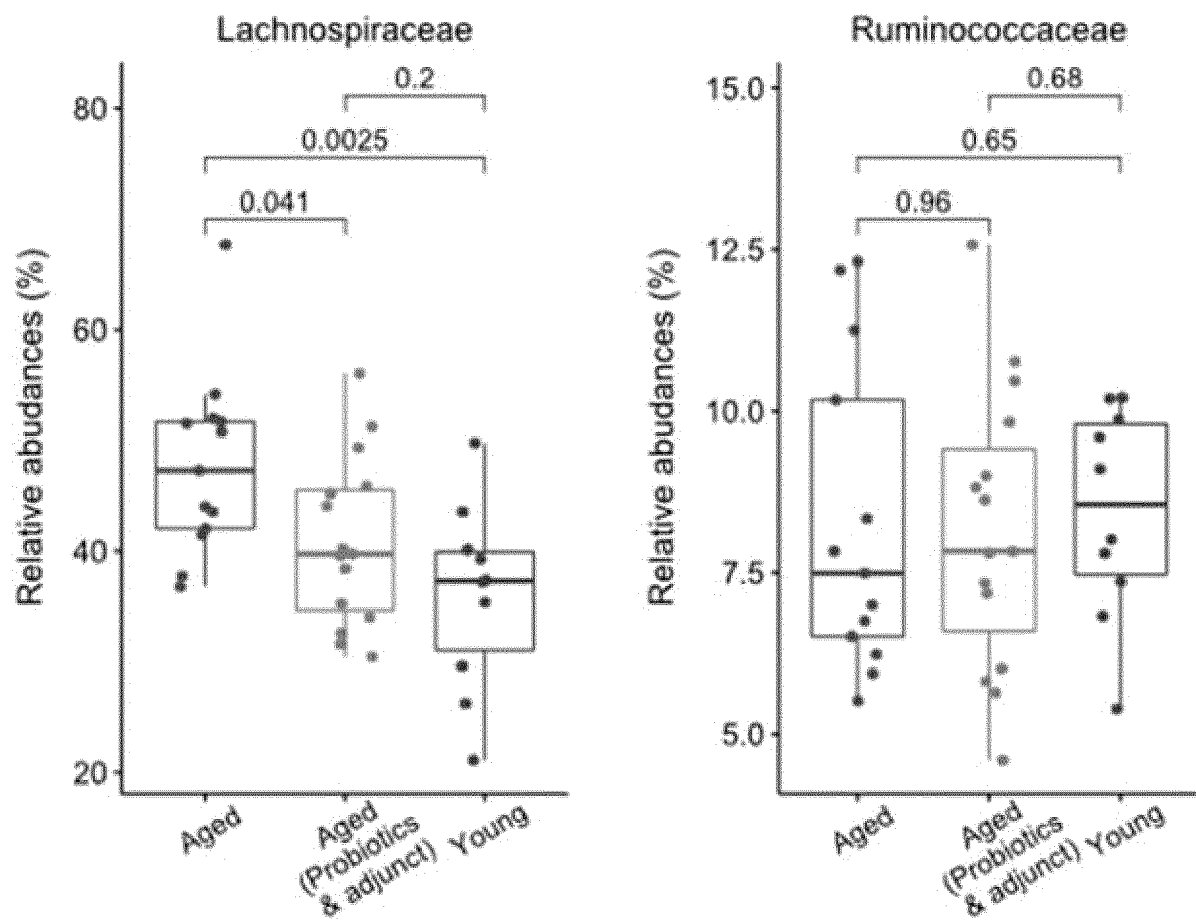 Lachnospiraceae
Relative abudances (%)
80
60
40
20
0.2
0.0025
0.041
Aged
Aged
(Probiotics
& adjunct)
Young
Ruminococcaceae
Relative abudances (%)
15.0
12.5
10.0
7.5
5.0
0.68
0.65
0.96
Aged
Aged
(Probiotics
& adjunct)
Young